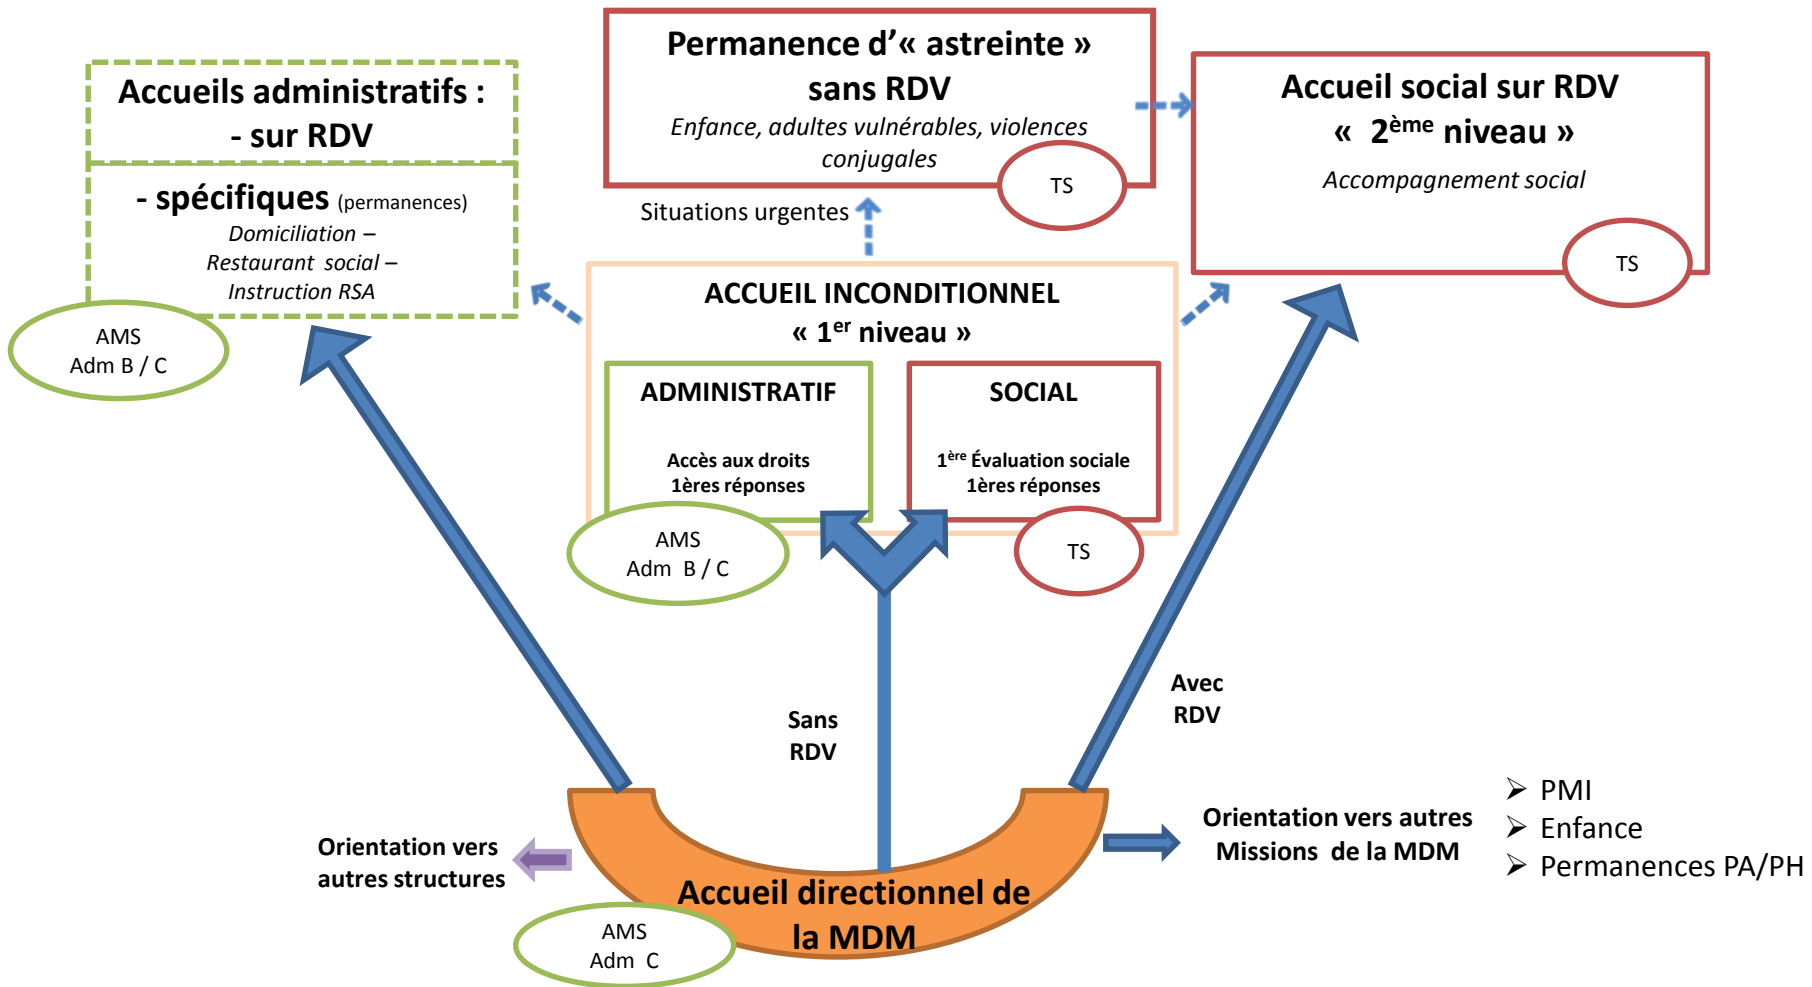 Accueils administratifs :
- sur RDV
- spécifiques (permanences)
Domiciliation –
Restaurant social –
Instruction RSA
AMS
Adm B / C
Permanence d'« astreinte »
sans RDV
Enfance, adultes vulnérables, violences
conjugales
TS
Situations urgentes
Accueil social sur RDV
« 2ème niveau »
Accompagnement social
TS
ACCUEIL INCONDITIONNEL
« 1er niveau »
ADMINISTRATIF
Accès aux droits
1ères réponses
AMS
Adm B / C
SOCIAL
1ère Évaluation sociale
1ères réponses
TS
Sans
RDV
Avec
RDV
Orientation vers
autres structures
Accueil directionnel de
la MDM
AMS
Adm C
Orientation vers autres
Missions de la MDM
➢ PMI
➢ Enfance
➢ Permanences PA/PH